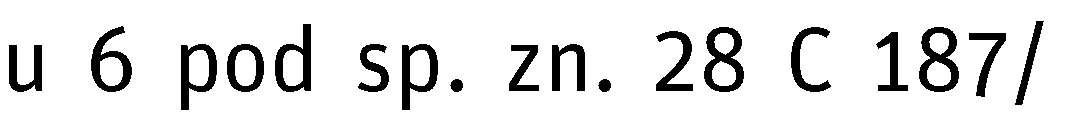 u 6 pod sp. zn. 28 C 187/